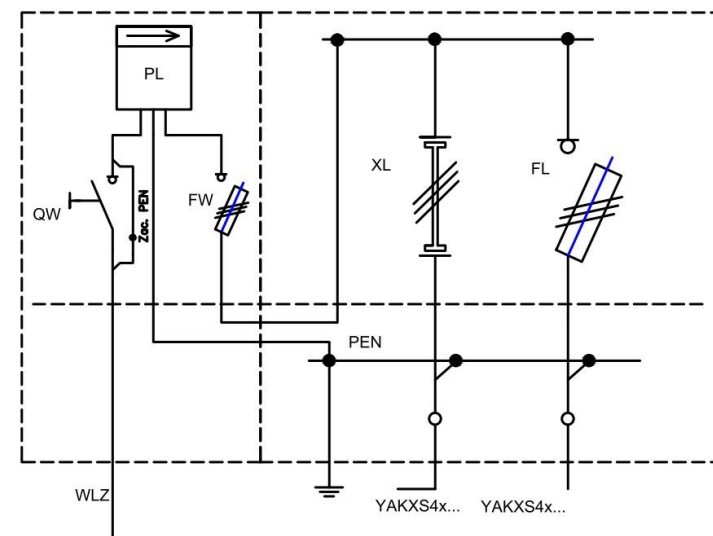 PL
XL
FL
QW
Zac. PEN
FW
PEN
WLZ
YAKXS4x...
YAKXS4x...